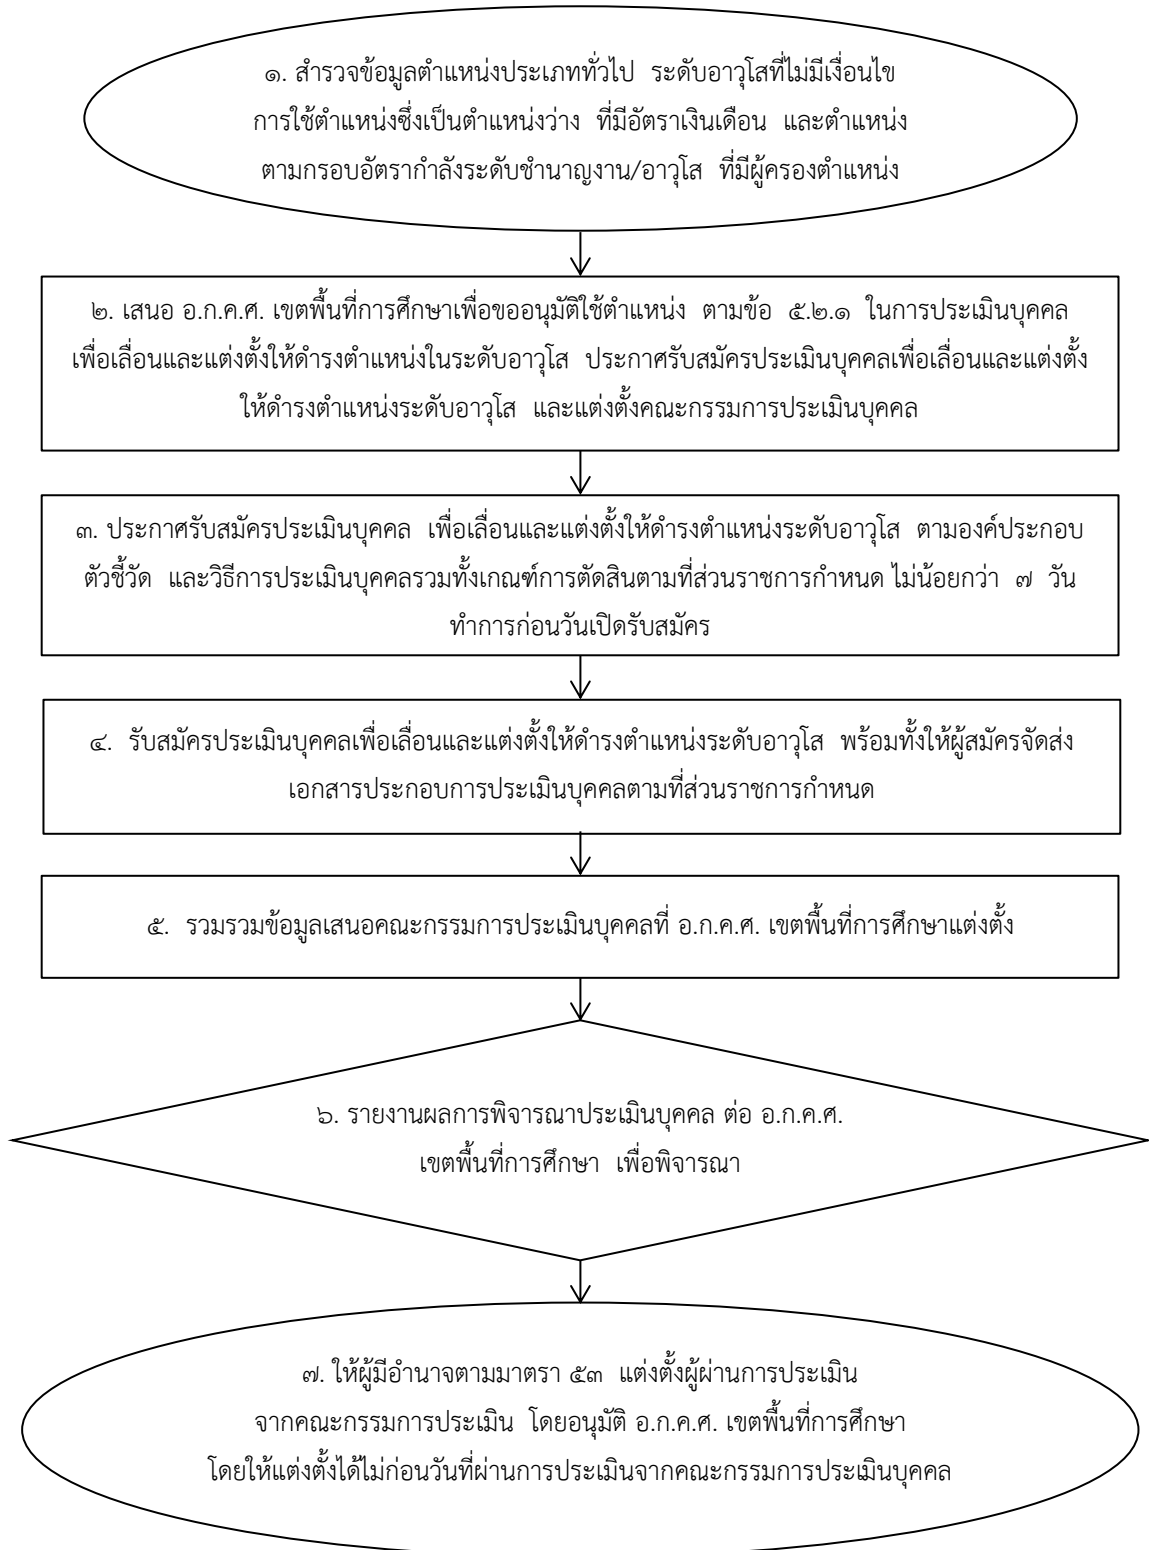 ๑. สำรวจข้อมูลตำแหน่งประเภททั่วไป ระดับอาวุโสที่ไม่มีเงื่อนไข
การใช้ตำแหน่งซึ่งเป็นตำแหน่งว่าง ที่มีอัตราเงินเดือน และตำแหน่ง
ตามกรอบอัตรากำลังระดับชำนาญงาน/อาวุโส ที่มีผู้ครองตำแหน่ง
๒. เสนอ อ.ก.ค.ศ. เขตพื้นที่การศึกษาเพื่อขออนุมัติใช้ตำแหน่ง ตามข้อ ๕.๒.๑ ในการประเมินบุคคล
เพื่อเลื่อนและแต่งตั้งให้ดำรงตำแหน่งในระดับอาวุโส ประกาศรับสมัครประเมินบุคคลเพื่อเลื่อนและแต่งตั้ง
ให้ดำรงตำแหน่งระดับอาวุโส และแต่งตั้งคณะกรรมการประเมินบุคคล
๓. ประกาศรับสมัครประเมินบุคคล เพื่อเลื่อนและแต่งตั้งให้ดำรงตำแหน่งระดับอาวุโส ตามองค์ประกอบ
ตัวชี้วัด และวิธีการประเมินบุคคลรวมทั้งเกณฑ์การตัดสินตามที่ส่วนราชการกำหนด ไม่น้อยกว่า ๗ วัน
ทำการก่อนวันเปิดรับสมัคร
๔. รับสมัครประเมินบุคคลเพื่อเลื่อนและแต่งตั้งให้ดำรงตำแหน่งระดับอาวุโส พร้อมทั้งให้ผู้สมัครจัดส่ง
เอกสารประกอบการประเมินบุคคลตามที่ส่วนราชการกำหนด
๕. รวมรวมข้อมูลเสนอคณะกรรมการประเมินบุคคลที่ อ.ก.ค.ศ. เขตพื้นที่การศึกษาแต่งตั้ง
๖. รายงานผลการพิจารณาประเมินบุคคล ต่อ อ.ก.ค.ศ.
เขตพื้นที่การศึกษา เพื่อพิจารณา
๗. ให้ผู้มีอำนาจตามมาตรา ๕๓ แต่งตั้งผู้ผ่านการประเมิน
จากคณะกรรมการประเมิน โดยอนุมัติ อ.ก.ค.ศ. เขตพื้นที่การศึกษา
โดยให้แต่งตั้งได้ไม่ก่อนวันที่ผ่านการประเมินจากคณะกรรมการประเมินบุคคล